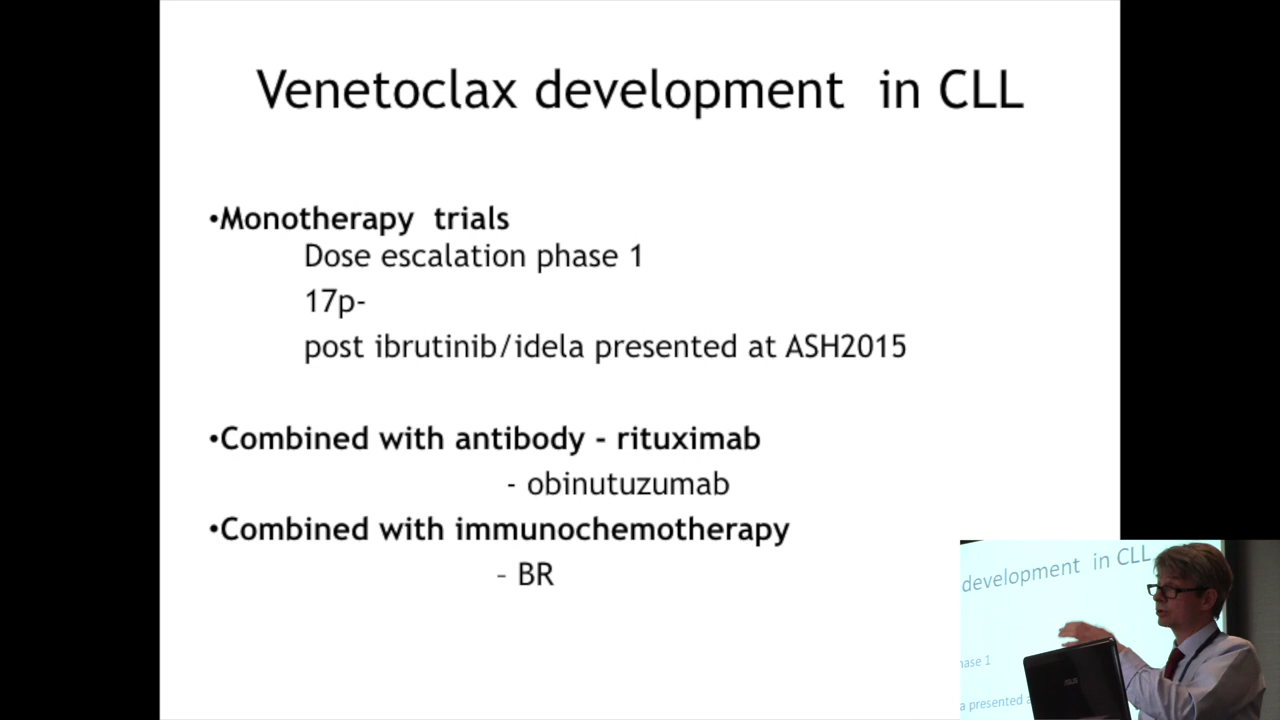 Venetoclax development in CLL
•Monotherapy trials
Dose escalation phase 1
17p-
post ibrutinib/idela presented at ASH2015
•Combined with antibody - rituximab
- obinutuzumab
•Combined with immunochemotherapy
- BR
development in CLL
hase 1
a presented a
ASUS